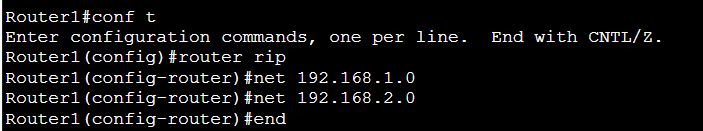 Router1#conf t
Enter configuration commands, one per line.  End with CNTL/Z.
Router1(config)#router rip
Router1(config-router)#net 192.168.1.0
Router1(config-router)#net 192.168.2.0
Router1(config-router)#end